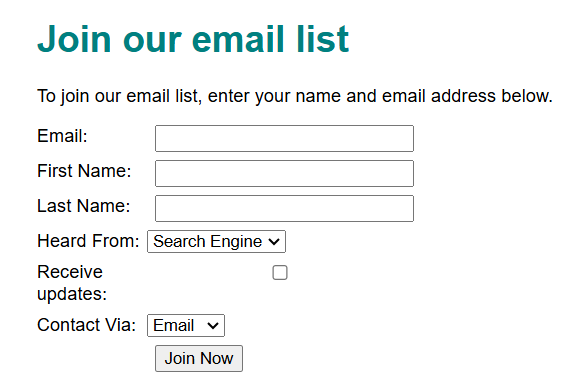 Join our email list
To join our email list, enter your name and email address below.
Email:
First Name:
Last Name:
Heard From: Search Engine
Receive
updates:
Contact Via: Email
Join Now